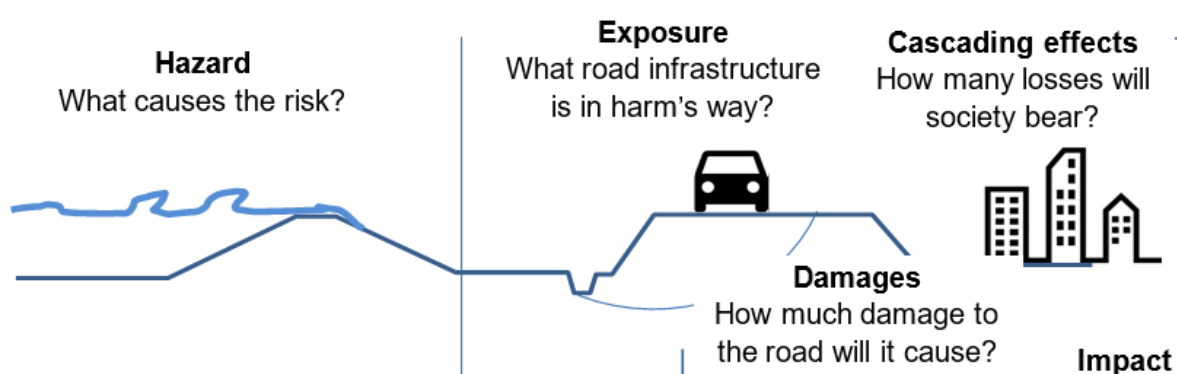 Hazard
What causes the risk?
Exposure
What road infrastructure
is in harm's way?
Cascading effects
How many losses will
society bear?
Damages
How much damage to
the road will it cause?
Impact